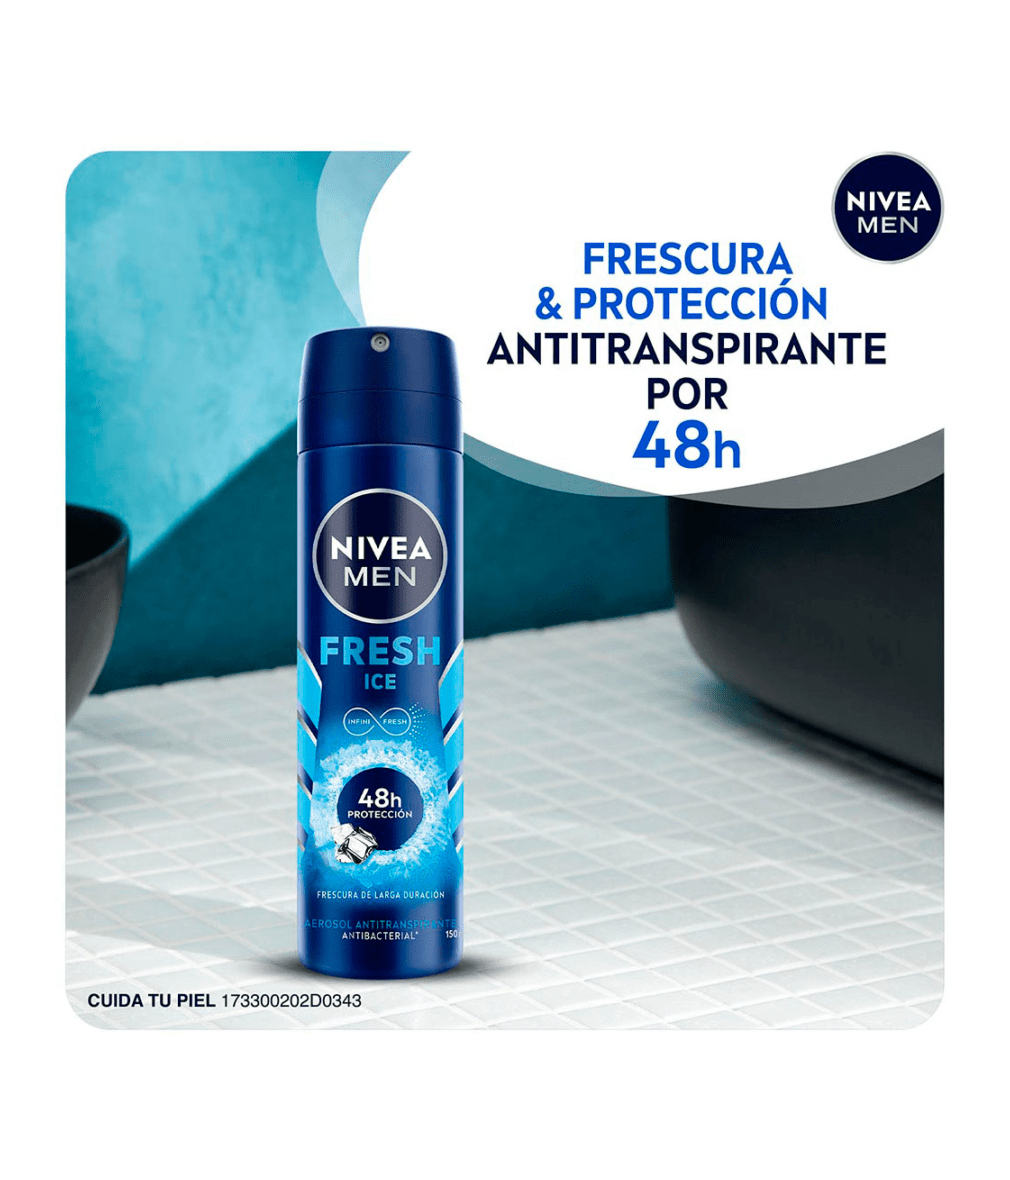 NIVEA
MEN
FRESCURA
& PROTECCIÓN
ANTITRANSPIRANTE
POR
48h
NIVEA
MEN
FRESH
ICE
INFINI FRESH
48h
PROTECCIÓN
FRESCURA DE LARGA DURACIÓN
AEROSOL ANTITRANSPIRANTE
ANTIBACTERIAL*
150
CUIDA TU PIEL 173300202D0343